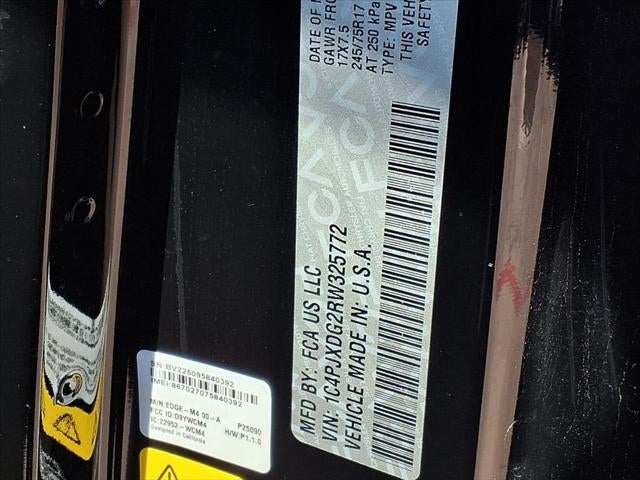 DATE OF M
GAWR FRO
17X7.5
245/75R17
AT 250 kPa
THIS VEH
SAFETY
TYPE: MPV
MFD BY: FCA US LLC
VIN: 1C4PJXDG2RW325772
VEHICLE MADE IN: U.S.A.
SN:BV225095840392
IMEI:867027075840392
M/N:EDGE-M4 00-A
FCC ID:D9YWCM4
IC:22952-WCM4
Designed in California
P25090
H/W:P1.1.0